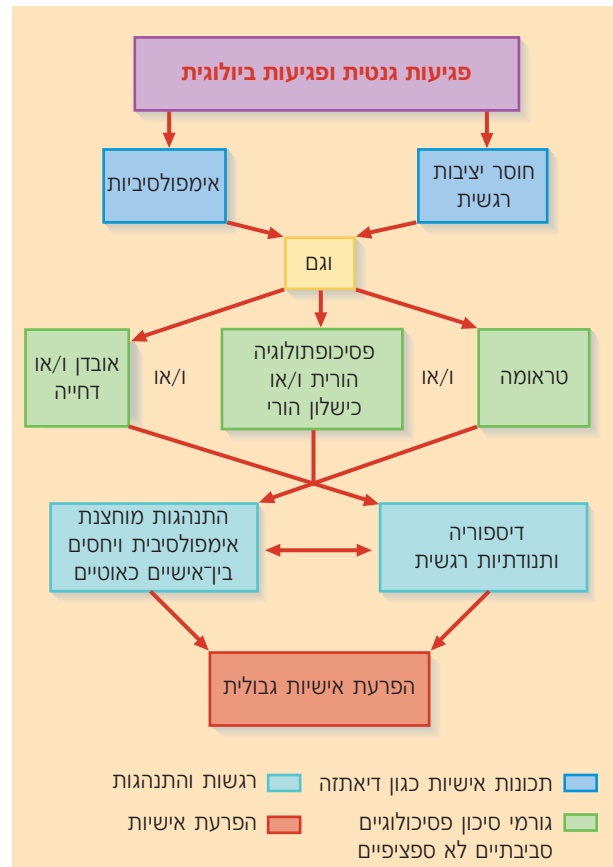 פגיעות גנטית ופגיעות ביולוגית
חוסר יציבות
רגשית
אימפולסיביות
וגם
טראומה
ו/או
פסיכופתולוגיה
הורית ו/או
כישלון הורי
ו/או
אובדן ו/או
דחייה
דיספוריה
ותנודתיות רגשית
התנהגות מוחצנת
אימפולסיבית ויחסים
בין־אישיים כאוטיים
הפרעת אישיות גבולית
תכונות אישיות כגון דיאתזה
רגשות והתנהגות
גורמי סיכון פסיכולוגיים
סביבתיים לא ספציפיים
הפרעת אישיות